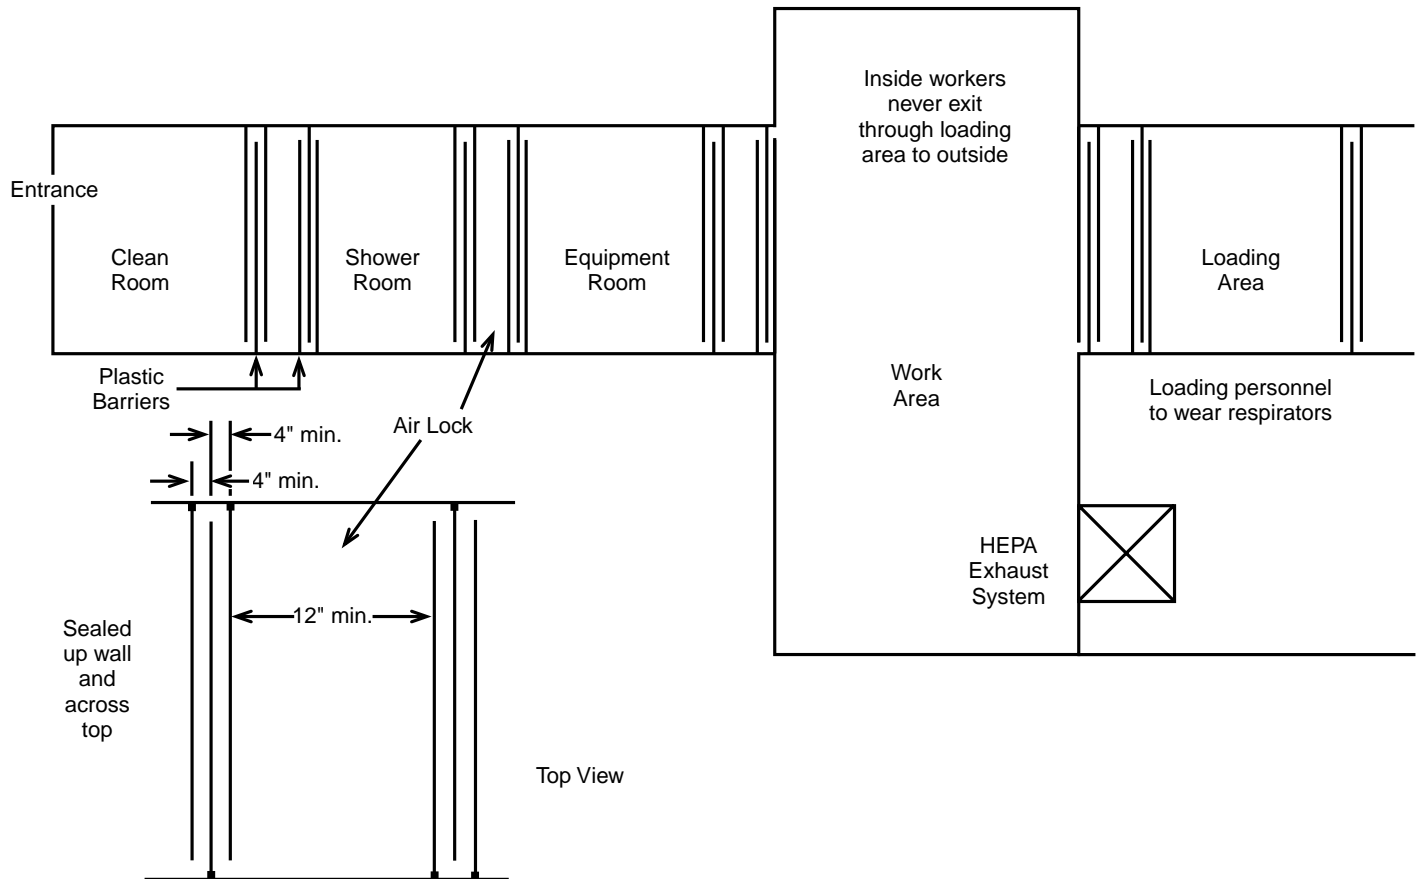 Inside workers
never exit
through loading
area to outside
Entrance
Clean
Room
Shower
Room
Equipment
Room
Loading
Area
Plastic
Barriers
Work
Area
Loading personnel
to wear respirators
Air Lock
4" min.
4" min.
HEPA
Exhaust
System
12" min.
Sealed
up wall
and
across
top
Top View